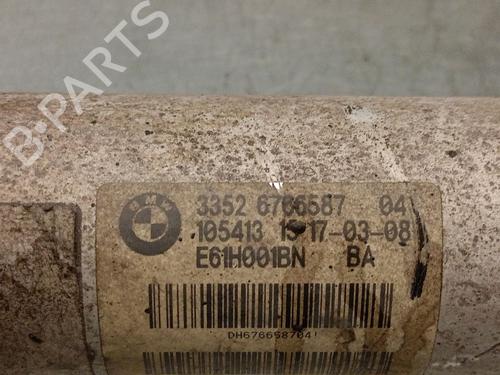 B-PARTS
BMW
3352 6766587 04
105413 15 17-03-08
E61H001BN BA
DH676658704!